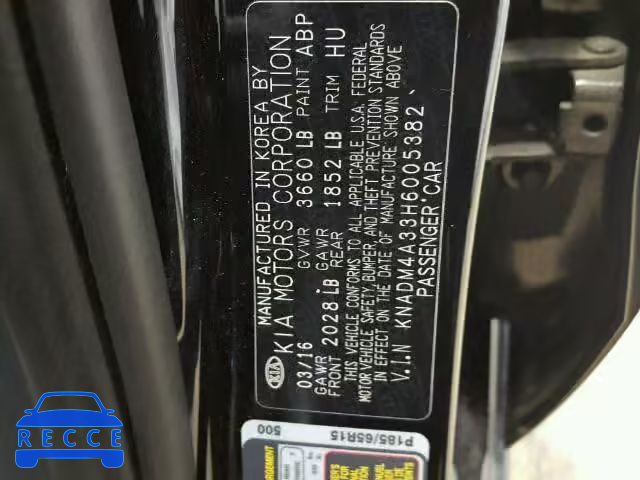 MANUFACTURED IN KOREA BY
KIA MOTORS CORPORATION
03/16 GVWR 3660 LB PAINT ABP
GAWR FRONT 2028 LB GAWR REAR 1852 LB TRIM HU
THIS VEHICLE CONFORMS TO ALL APPLICABLE U.S.A. FEDERAL
MOTOR VEHICLE SAFETY, BUMPER, AND THEFT PREVENTION STANDARDS
IN EFFECT ON THE DATE OF MANUFACTURE SHOWN ABOVE
V.I.N KNADM4A33H6005382
PASSENGER CAR
KIA
P185/65R15
500
RECCE